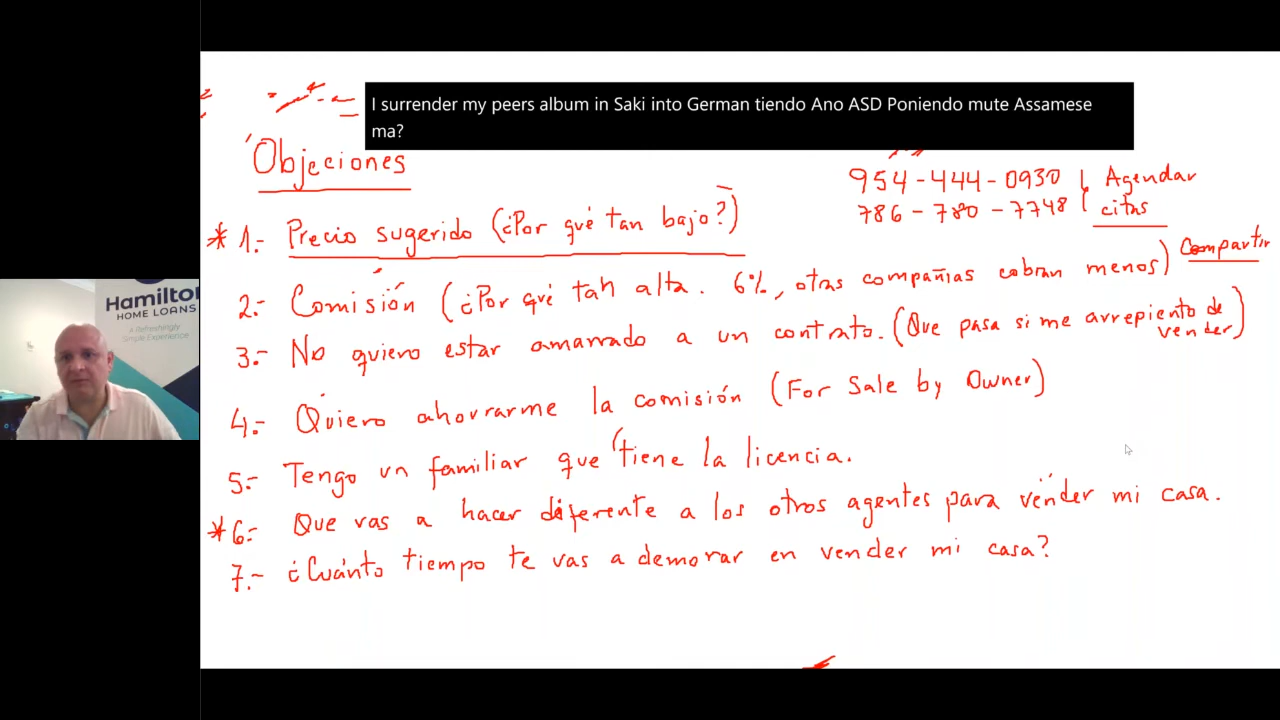 I surrender my peers album in Saki into German tiendo Ano ASD Poniendo mute Assamese
ma?
Objeciones
954-444-0930 Agendar
786-780-7748 citas
* 1.- Precio sugerido (¿Por qué tan bajo?)
2.- Comisión (¿Por qué tan alta. 6%, otras compañias cobran menos) Compartir
3.- No quiero estar amarrado a un contrato. (Que pasa si me arrepiento de
vender)
4.- Quiero ahorrarme la comisión (For Sale by Owner)
5.- Tengo un familiar que tiene la licencia.
* 6.- Que vas a hacer diferente a los otros agentes para vender mi casa.
7.- ¿Cuánto tiempo te vas a demorar en vender mi casa?
Hamilton
HOME LOANS
A Refreshingly
Simple Experience